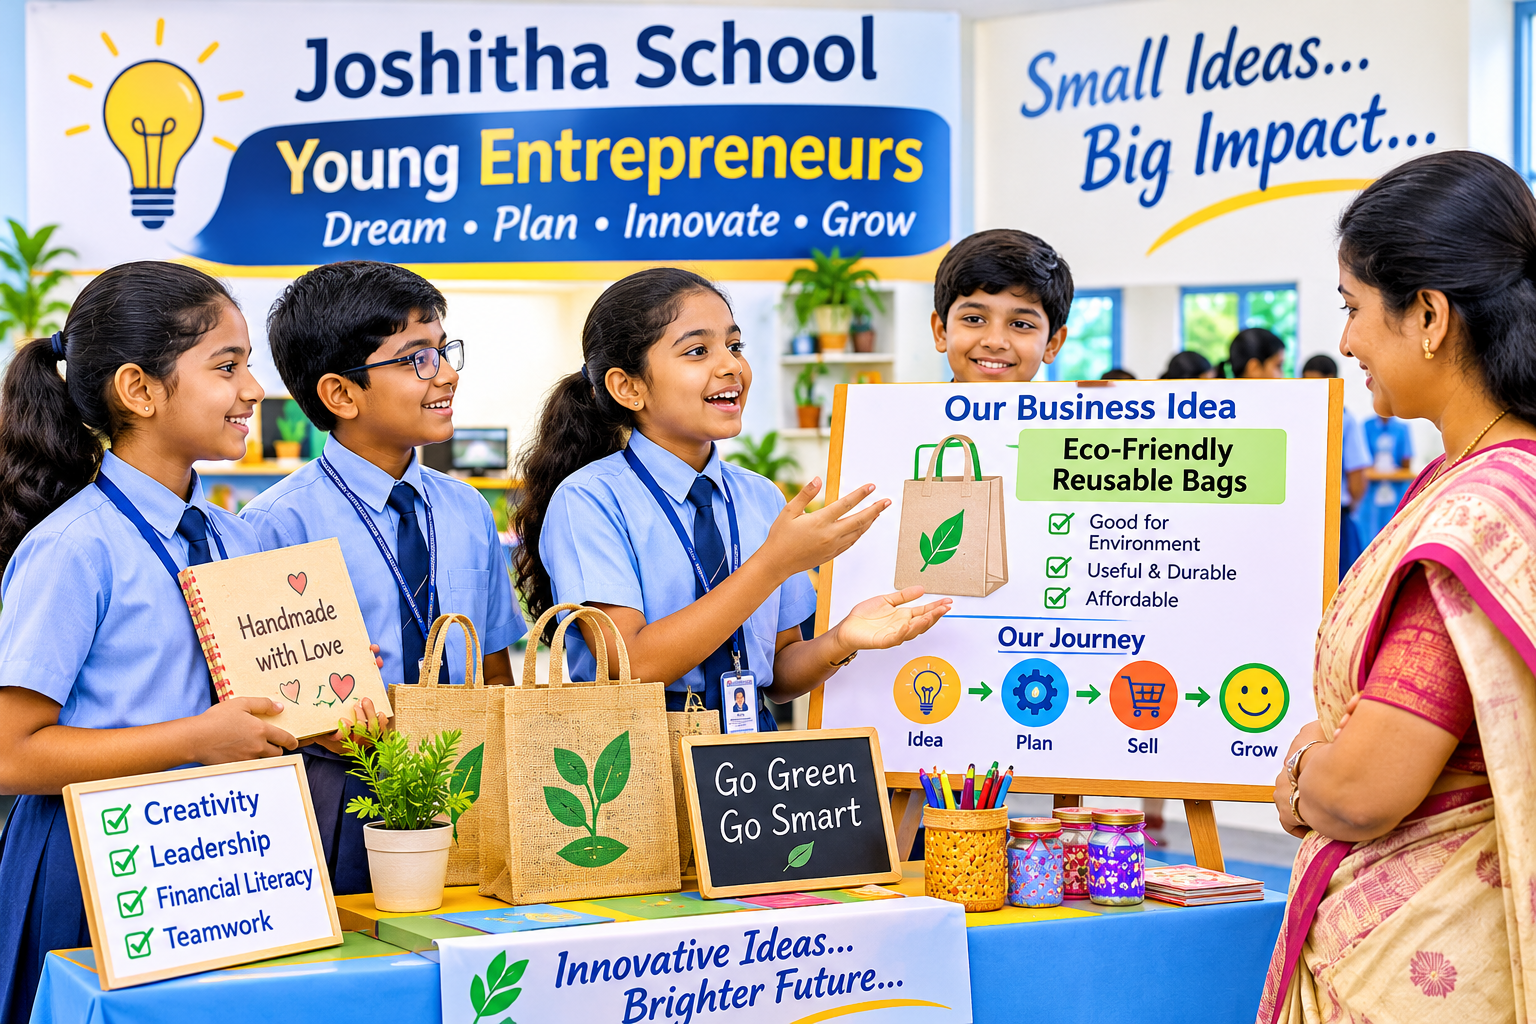 Joshitha School
Young Entrepreneurs
Dream • Plan • Innovate • Grow
Small Ideas...
Big Impact...
Our Business Idea
Eco-Friendly
Reusable Bags
Good for
Environment
Useful & Durable
Affordable
Our Journey
Idea
Plan
Sell
Grow
Handmade
with Love
Creativity
Leadership
Financial Literacy
Teamwork
Go Green
Go Smart
Innovative Ideas...
Brighter Future...